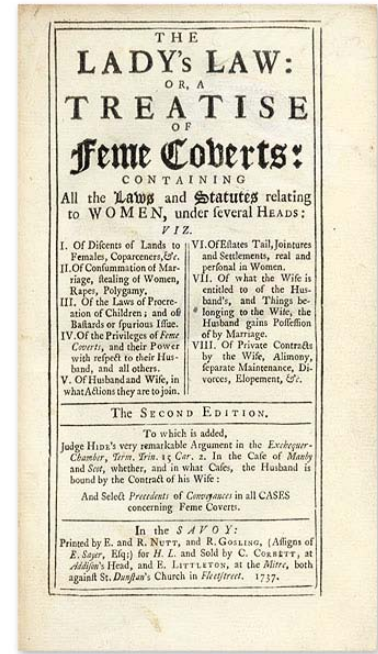 THE
LADY's LAW:
OR, A
TREATISE
OF
Feme Coverts:
CONTAINING
All the Laws and Statutes relating
to WOMEN, under several HEADS:
VIZ.
I. Of Discents of Lands to
Females, Coparceners, &c.
II. Of Consummation of Mar-
riage, stealing of Women,
Rapes, Polygamy.
III. Of the Laws of Procre-
ation of Children; and of
Bastards or spurious Issue.
IV. Of the Privileges of Feme
Coverts, and their Power
with respect to their Hus-
band, and all others.
V. Of Husband and Wife, in
what Actions they are to join.
VI. Of Estates Tail, Jointures
and Settlements, real and
personal in Women.
VII. Of what the Wife is
entitled to of the Hus-
band's, and Things be-
longing to the Wife, the
Husband gains Possession
of by Marriage.
VIII. Of Private Contracts
by the Wife, Alimony,
separate Maintenance, Di-
vorces, Elopement, &c.
The SECOND EDITION.
To which is added,
Judge HIDE's very remarkable Argument in the Exchequer-
Chamber, Term. Trin. 15 Car. 2. In the Case of Manby
and Scot, whether, and in what Cases, the Husband is
bound by the Contract of his Wife:
And Select Precedents of Conveyances in all CASES
concerning Feme Coverts.
In the SAVOY:
Printed by E. and R. NUTT, and R. GOSLING, (Assigns of
E. Sayer, Esq;) for H. L. and Sold by C. CORBETT, at
Addison's Head, and E. LITTLETON, at the Mitre, both
against St. Dunstan's Church in Fleetstreet. 1737.